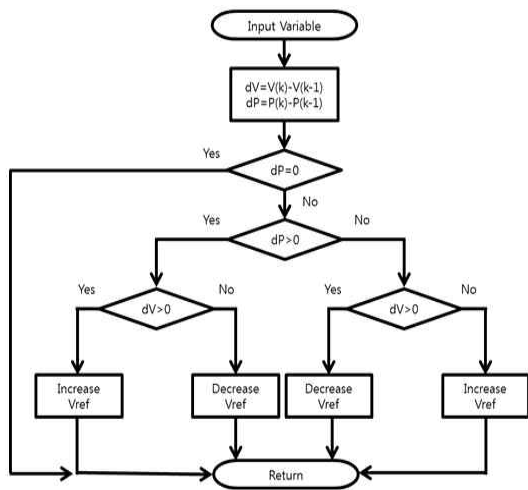 Input Variable
dV=V(k)-V(k-1)
dP=P(k)-P(k-1)
Yes
dP=0
No
Yes
No
dP>0
Yes
No
Yes
No
dV>0
dV>0
Increase
Vref
Decrease
Vref
Decrease
Vref
Increase
Vref
Return